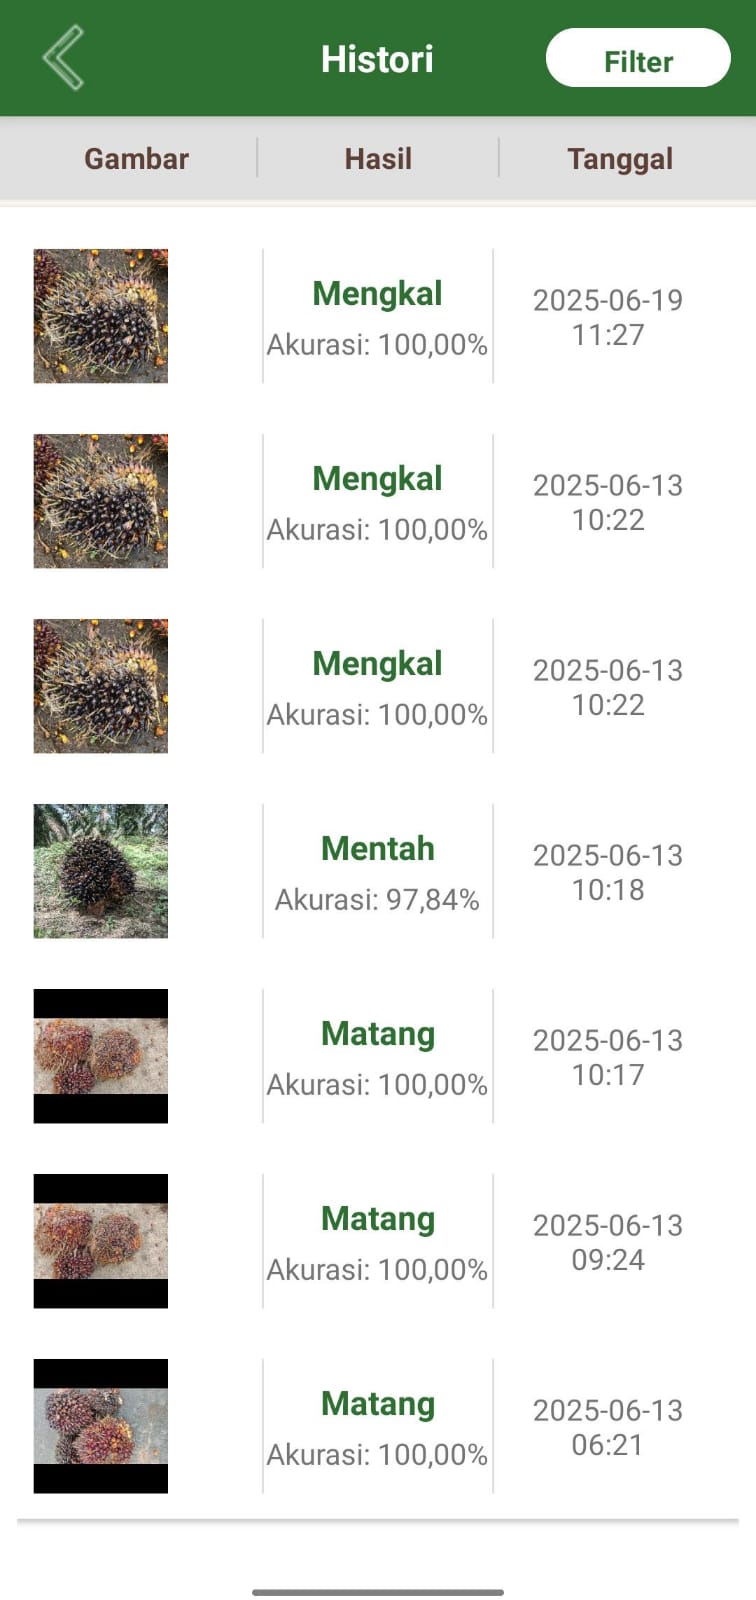 Histori
Filter
Gambar
Hasil
Tanggal
Mengkal
Akurasi: 100,00%
2025-06-19
11:27
Mengkal
Akurasi: 100,00%
2025-06-13
10:22
Mengkal
Akurasi: 100,00%
2025-06-13
10:22
Mentah
Akurasi: 97,84%
2025-06-13
10:18
Matang
Akurasi: 100,00%
2025-06-13
10:17
Matang
Akurasi: 100,00%
2025-06-13
09:24
Matang
Akurasi: 100,00%
2025-06-13
06:21